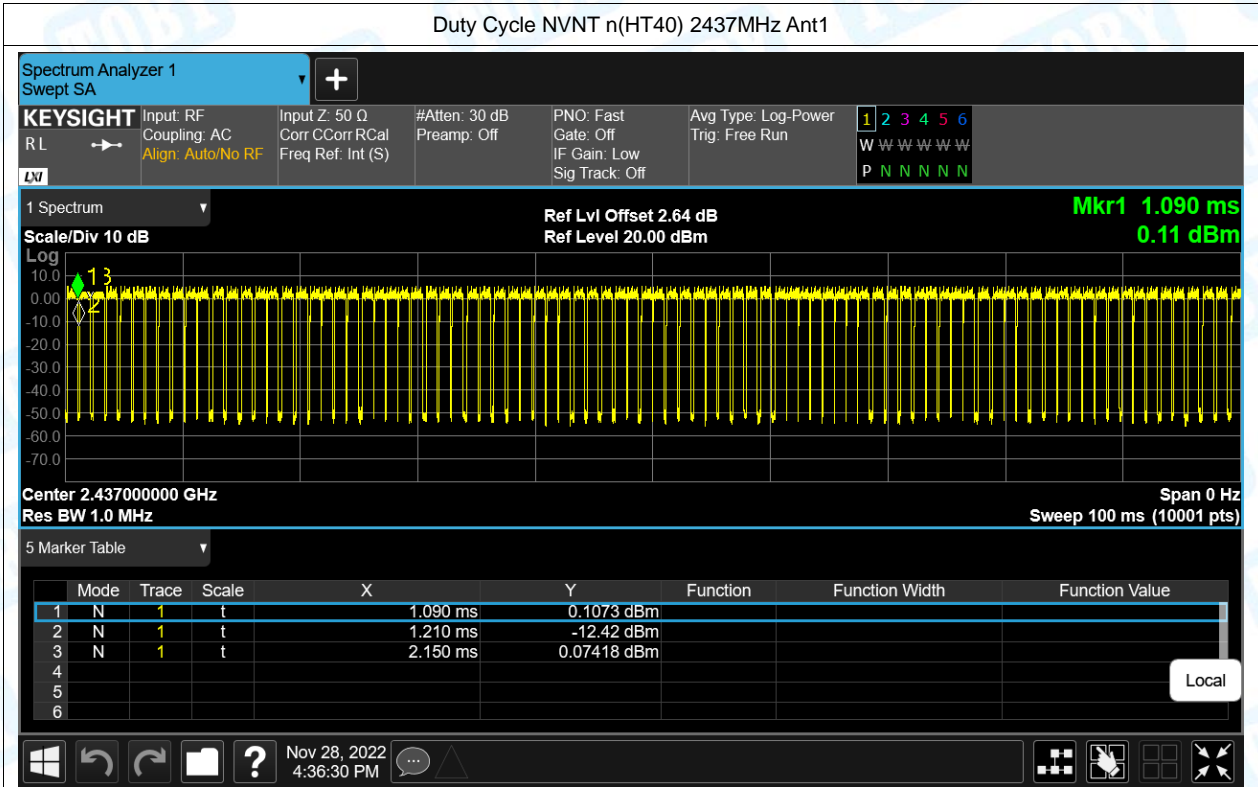 Duty Cycle NVNT n(HT40) 2437MHz Ant1
Spectrum Analyzer 1
Swept SA
KEYSIGHT
RL
LXI
Input: RF
Coupling: AC
Align: Auto/No RF
Input Z: 50 Ω
Corr CCorr RCal
Freq Ref: Int (S)
#Atten: 30 dB
Preamp: Off
PNO: Fast
Gate: Off
IF Gain: Low
Sig Track: Off
Avg Type: Log-Power
Trig: Free Run
1 2 3 4 5 6
W W W W W W
P N N N N N
1 Spectrum
Scale/Div 10 dB
Ref Lvl Offset 2.64 dB
Ref Level 20.00 dBm
Mkr1 1.090 ms
0.11 dBm
Log
10.0
0.00
-10.0
-20.0
-30.0
-40.0
-50.0
-60.0
-70.0
1 3
2
Center 2.437000000 GHz
Span 0 Hz
Res BW 1.0 MHz
Sweep 100 ms (10001 pts)
5 Marker Table
Mode Trace Scale X Y Function Function Width Function Value
1 N 1 t 1.090 ms 0.1073 dBm
2 N 1 t 1.210 ms -12.42 dBm
3 N 1 t 2.150 ms 0.07418 dBm
4
5
6
Local
?
Nov 28, 2022
4:36:30 PM